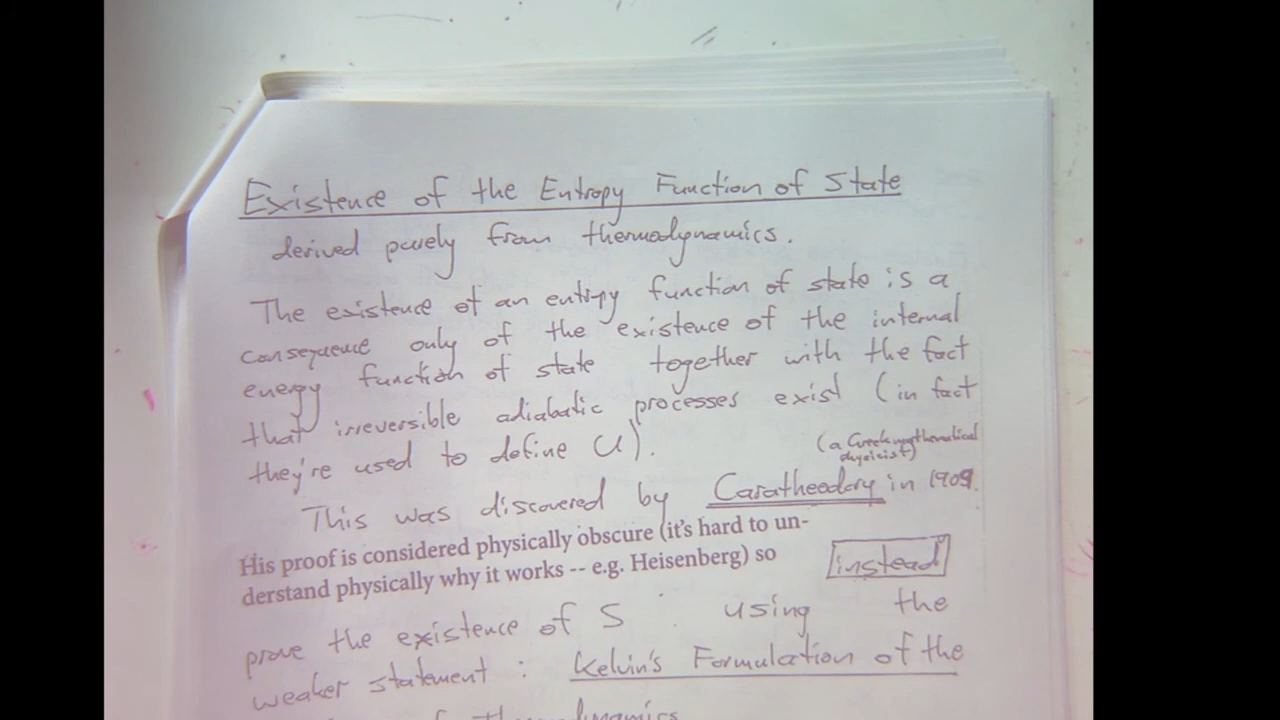 Existence of the Entropy Function of State
derived purely from thermodynamics.
The existence of an entropy function of state is a
consequence only of the existence of the internal
energy function of state together with the fact
that irreversible adiabatic processes exist (in fact
they're used to define U).
(a Greek mathematical
physicist)
This was discovered by Caratheodory in 1909.
His proof is considered physically obscure (it's hard to un-
derstand physically why it works -- e.g. Heisenberg) so
instead
prove the existence of S using the
weaker statement : Kelvin's Formulation of the
of thermodynamics